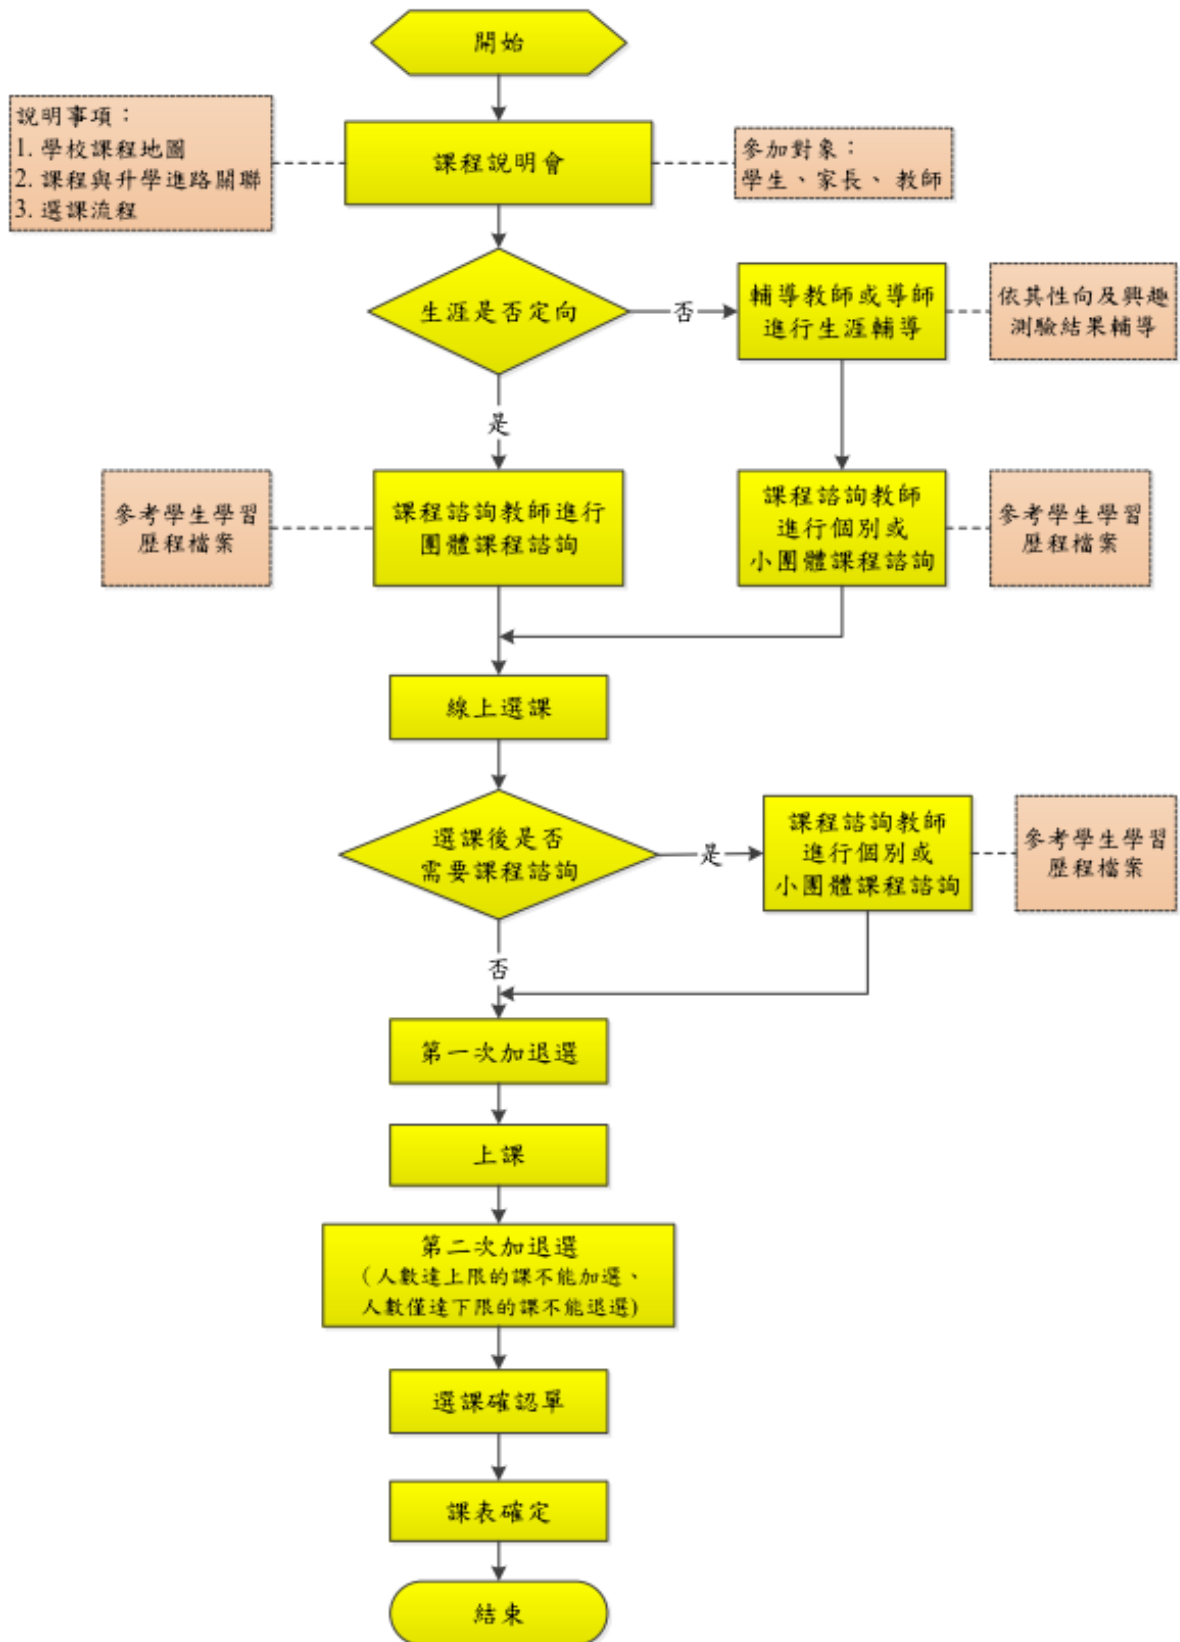 開始
說明事項：
1. 學校課程地圖
2. 課程與升學進路關聯
3. 選課流程
課程說明會
參加對象：
學生、家長、教師
生涯是否定向
否
輔導教師或導師
進行生涯輔導
依其性向及興趣
測驗結果輔導
是
參考學生學習
歷程檔案
課程諮詢教師進行
團體課程諮詢
課程諮詢教師
進行個別或
小團體課程諮詢
參考學生學習
歷程檔案
線上選課
選課後是否
需要課程諮詢
是
課程諮詢教師
進行個別或
小團體課程諮詢
參考學生學習
歷程檔案
否
第一次加退選
上課
第二次加退選
（人數達上限的課不能加選、
人數僅達下限的課不能退選)
選課確認單
課表確定
結束